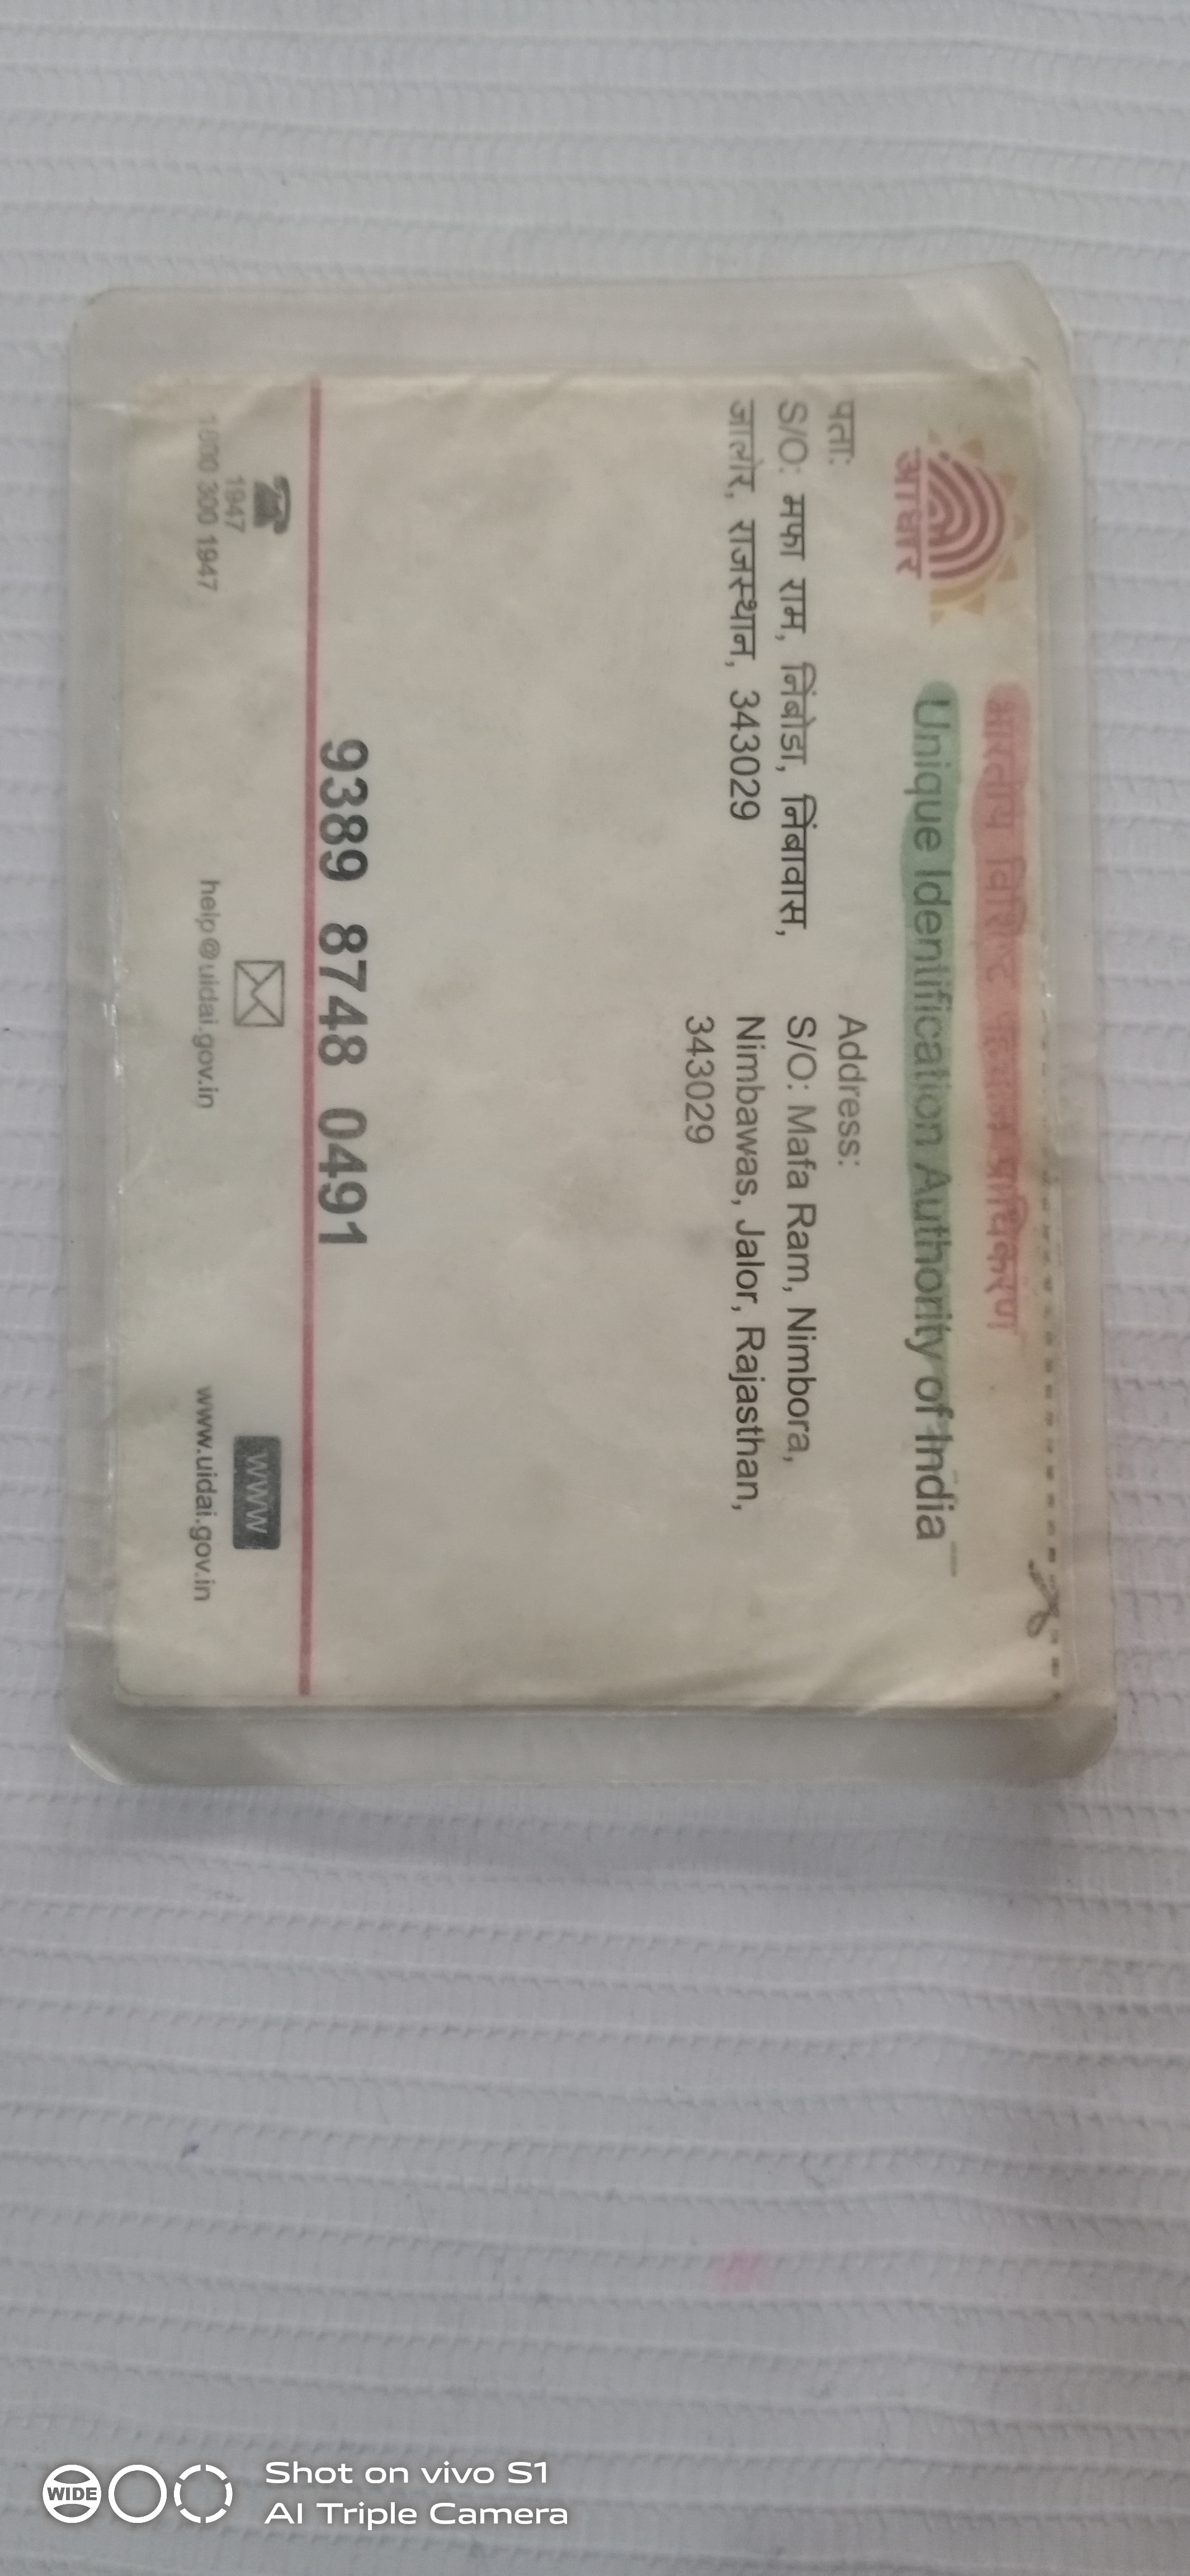 भारतीय विशिष्ट पहचान प्राधिकरण
Unique Identification Authority of India
आधार
पता:
S/O: मफा राम, निंबोडा, निंबावास,
जालोर, राजस्थान, 343029
Address:
S/O: Mafa Ram, Nimbora,
Nimbawas, Jalor, Rajasthan,
343029
9389 8748 0491
1947
1800 300 1947
help@uidai.gov.in
WWW
www.uidai.gov.in
WIDE
Shot on vivo S1
AI Triple Camera